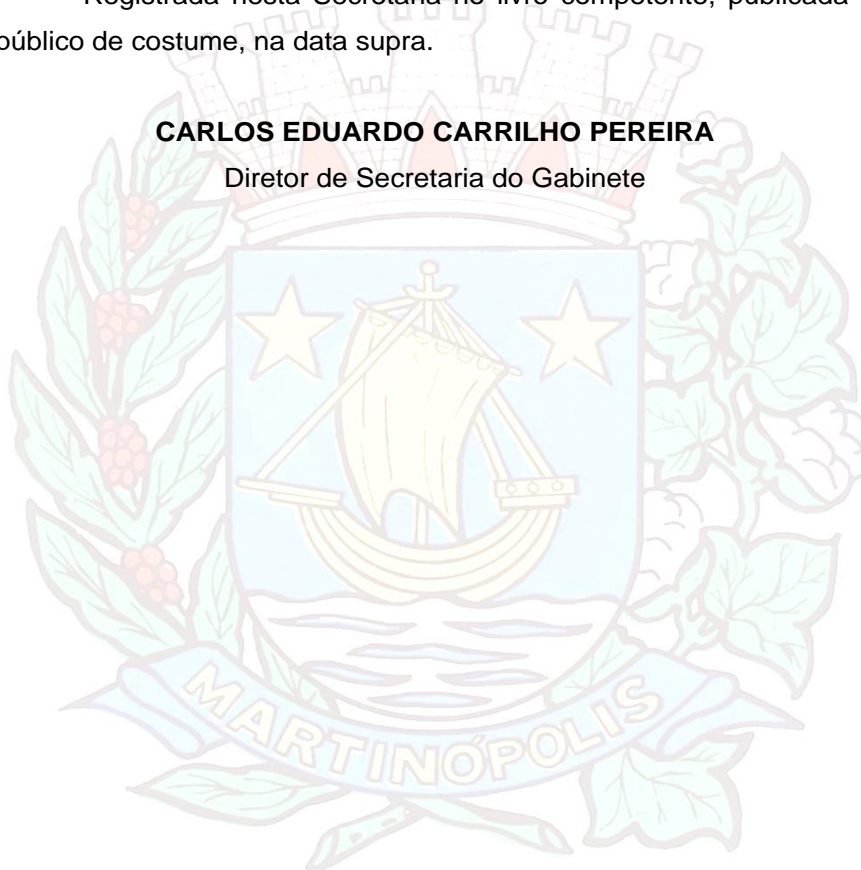 Registrada nesta Secretaria no livro competente, publicada
público de costume, na data supra.
CARLOS EDUARDO CARRILHO PEREIRA
Diretor de Secretaria do Gabinete
MARTINÓPOLIS